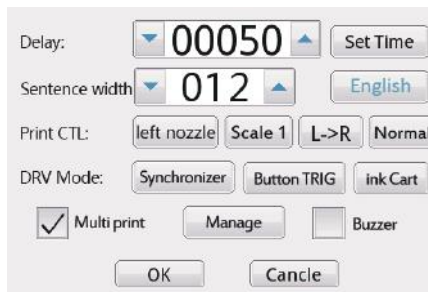 Delay: 00050 Set Time
Sentence width 012 English
Print CTL: left nozzle Scale 1 L->R Norma
DRV Mode: Synchronizer Button TRIG ink Cart
Multi print Manage Buzzer
OK Cancle